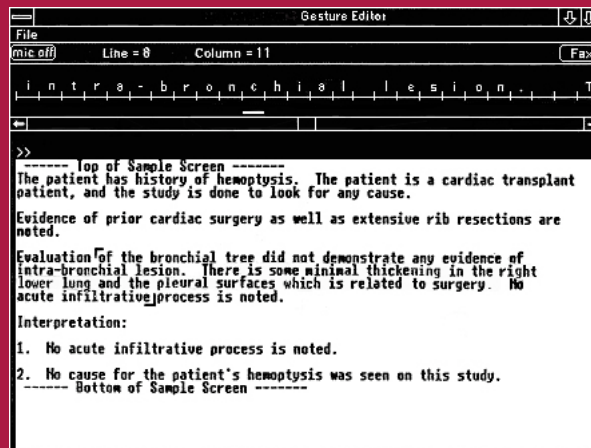 Gesture Editor
File
mic off Line = 8 Column = 11 Fax
intra-bronchial lesion. T
>>
------ Top of Sample Screen -------
The patient has history of hemoptysis. The patient is a cardiac transplant
patient, and the study is done to look for any cause.
Evidence of prior cardiac surgery as well as extensive rib resections are
noted.
Evaluation of the bronchial tree did not demonstrate any evidence of
intra-bronchial lesion. There is some minimal thickening in the right
lower lung and the pleural surfaces which is related to surgery. No
acute infiltrative process is noted.
Interpretation:
1. No acute infiltrative process is noted.
2. No cause for the patient's hemoptysis was seen on this study.
------ Bottom of Sample Screen -------